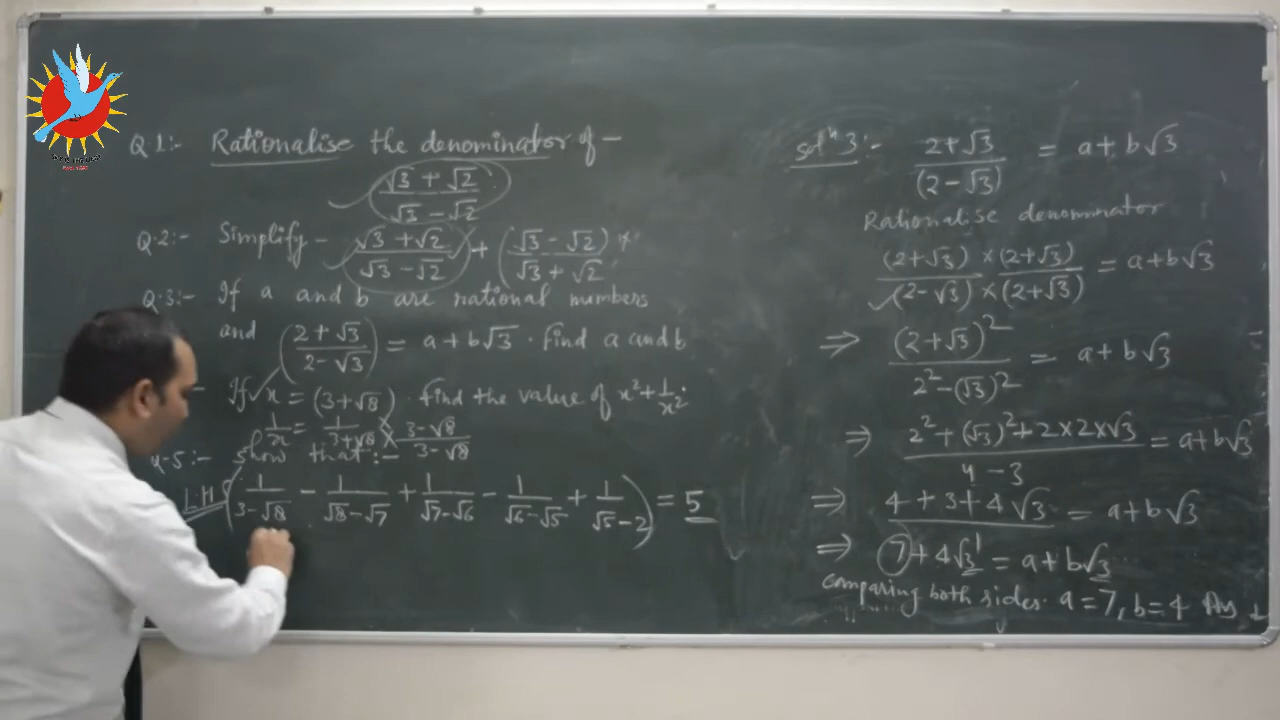 Q 1:- Rationalise the denominator of -
√3 + √2 / √3 - √2
Q.2:- Simplify - √3 + √2 / √3 - √2 + (√3 - √2) / √3 + √2
Q.3:- If a and b are rational numbers
and (2 + √3 / 2 - √3) = a + b√3 . find a and b
If x = (3+√8) . find the value of x² + 1/x² .
1/x = 1/3+√8 × 3-√8/3-√8
-5:- Show that :-
L.H.S (1/3-√8 - 1/√8-√7 + 1/√7-√6 - 1/√6-√5 + 1/√5-2) = 5
solⁿ 3:- 2+√3 / (2-√3) = a + b√3
Rationalise denominator
(2+√3) × (2+√3) / (2-√3) × (2+√3) = a + b√3
⇒ (2+√3)² / 2² - (√3)² = a + b√3
⇒ 2² + (√3)² + 2×2×√3 / 4 - 3 = a + b√3
⇒ 4 + 3 + 4√3 / 1 = a + b√3
⇒ 7 + 4√3 = a + b√3
comparing both sides. a = 7, b = 4 Ans